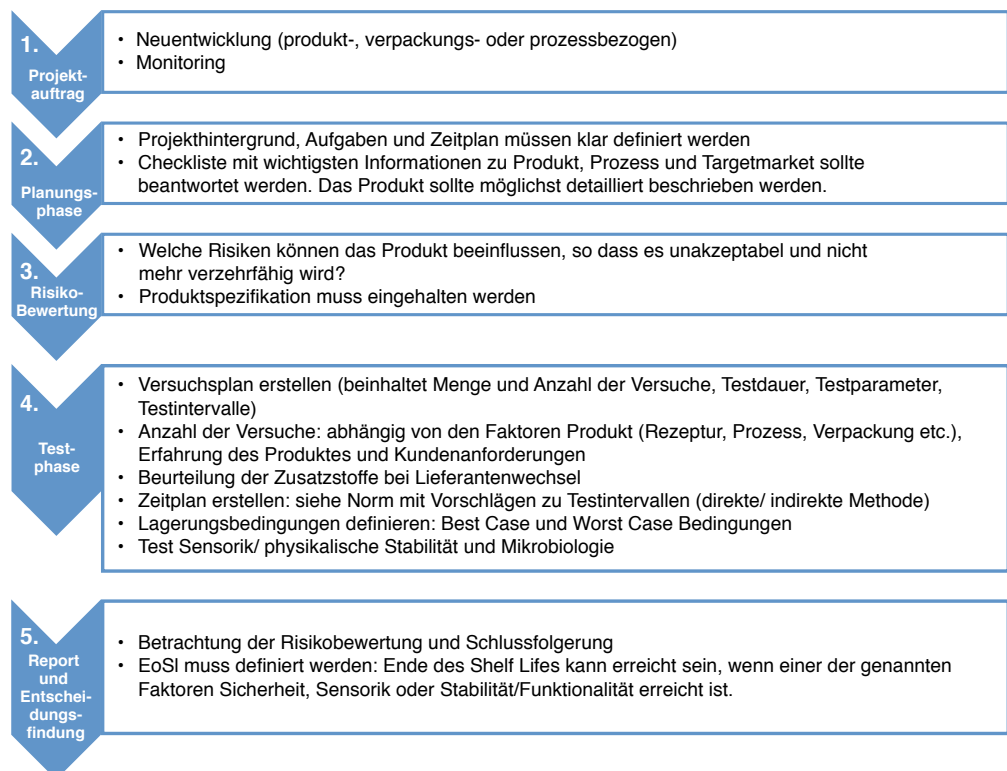 1.
Projekt-
auftrag
• Neuentwicklung (produkt-, verpackungs- oder prozessbezogen)
• Monitoring
2.
Planungs-
phase
• Projekthintergrund, Aufgaben und Zeitplan müssen klar definiert werden
• Checkliste mit wichtigsten Informationen zu Produkt, Prozess und Targetmarket sollte
beantwortet werden. Das Produkt sollte möglichst detailliert beschrieben werden.
3.
Risiko-
Bewertung
• Welche Risiken können das Produkt beeinflussen, so dass es unakzeptabel und nicht
mehr verzehrfähig wird?
• Produktspezifikation muss eingehalten werden
4.
Test-
phase
• Versuchsplan erstellen (beinhaltet Menge und Anzahl der Versuche, Testdauer, Testparameter,
Testintervalle)
• Anzahl der Versuche: abhängig von den Faktoren Produkt (Rezeptur, Prozess, Verpackung etc.),
Erfahrung des Produktes und Kundenanforderungen
• Beurteilung der Zusatzstoffe bei Lieferantenwechsel
• Zeitplan erstellen: siehe Norm mit Vorschlägen zu Testintervallen (direkte/ indirekte Methode)
• Lagerungsbedingungen definieren: Best Case und Worst Case Bedingungen
• Test Sensorik/ physikalische Stabilität und Mikrobiologie
5.
Report
und
Entschei-
dungs-
findung
• Betrachtung der Risikobewertung und Schlussfolgerung
• EoSl muss definiert werden: Ende des Shelf Lifes kann erreicht sein, wenn einer der genannten
Faktoren Sicherheit, Sensorik oder Stabilität/Funktionalität erreicht ist.